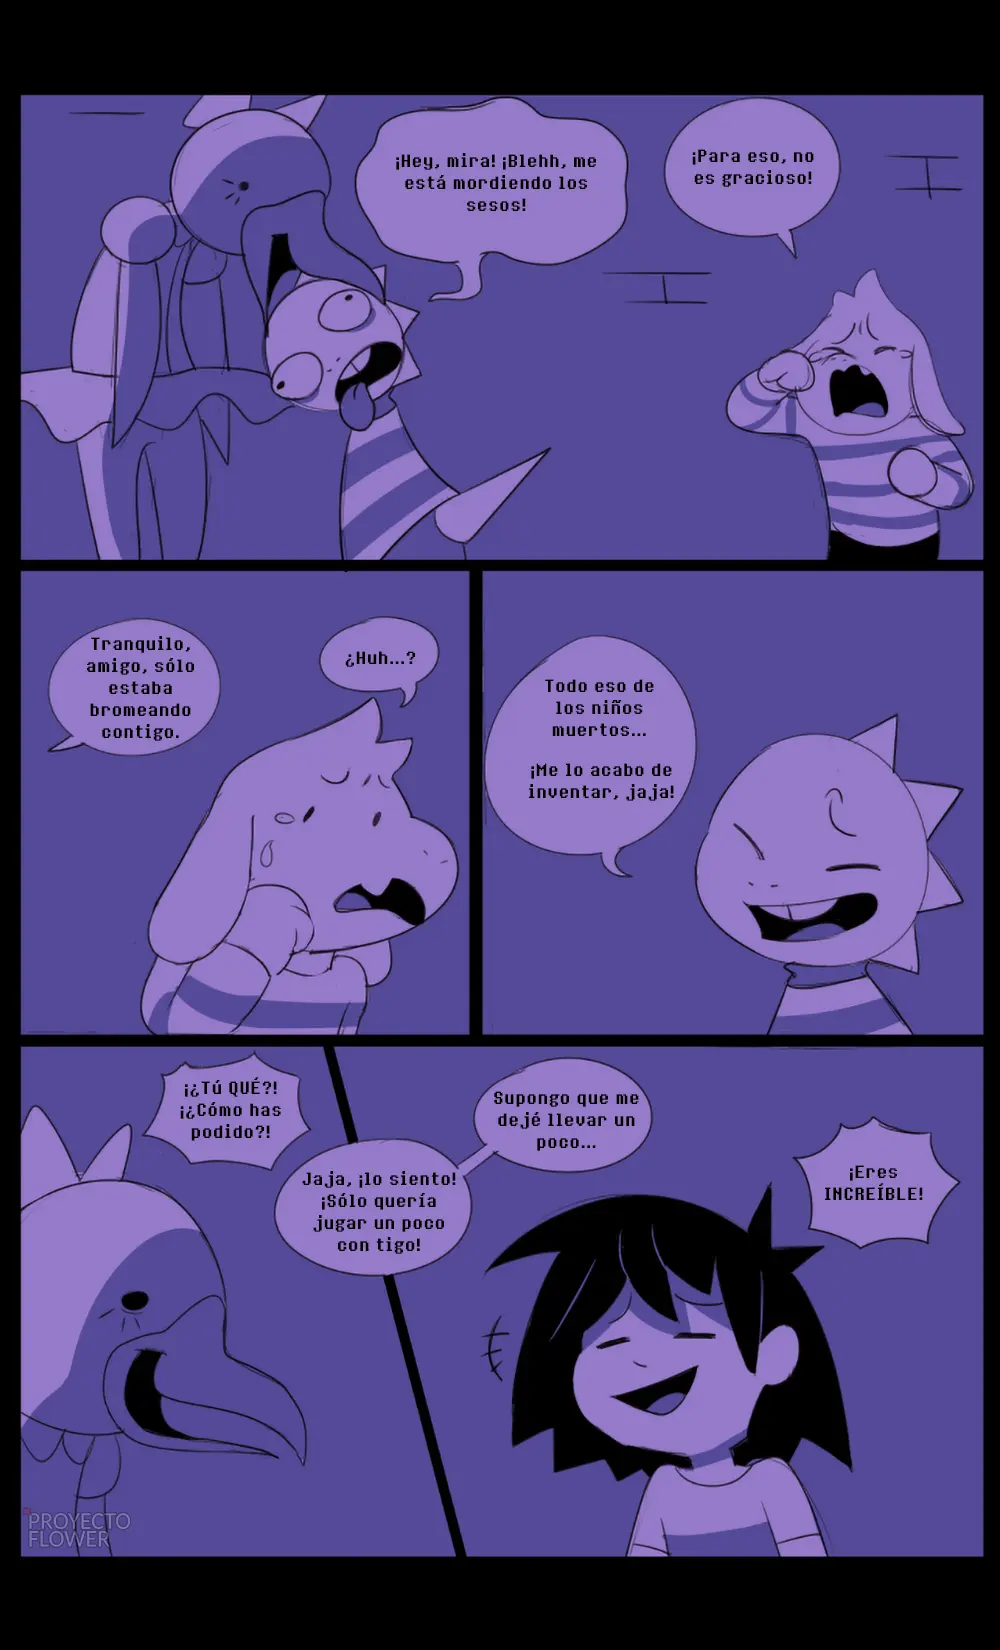 ¡Hey, mira! ¡Blehh, me
está mordiendo los
sesos!
¡Para eso, no
es gracioso!
Tranquilo,
amigo, sólo
estaba
bromeando
contigo.
¿Huh...?
Todo eso de
los niños
muertos...
¡Me lo acabo de
inventar, jaja!
¡¿Tú QUÉ?!
¡¿Cómo has
podido?!
Supongo que me
dejé llevar un
poco...
Jaja, ¡lo siento!
¡Sólo quería
jugar un poco
con tigo!
¡Eres
INCREÍBLE!
PROYECTO
FLOWER